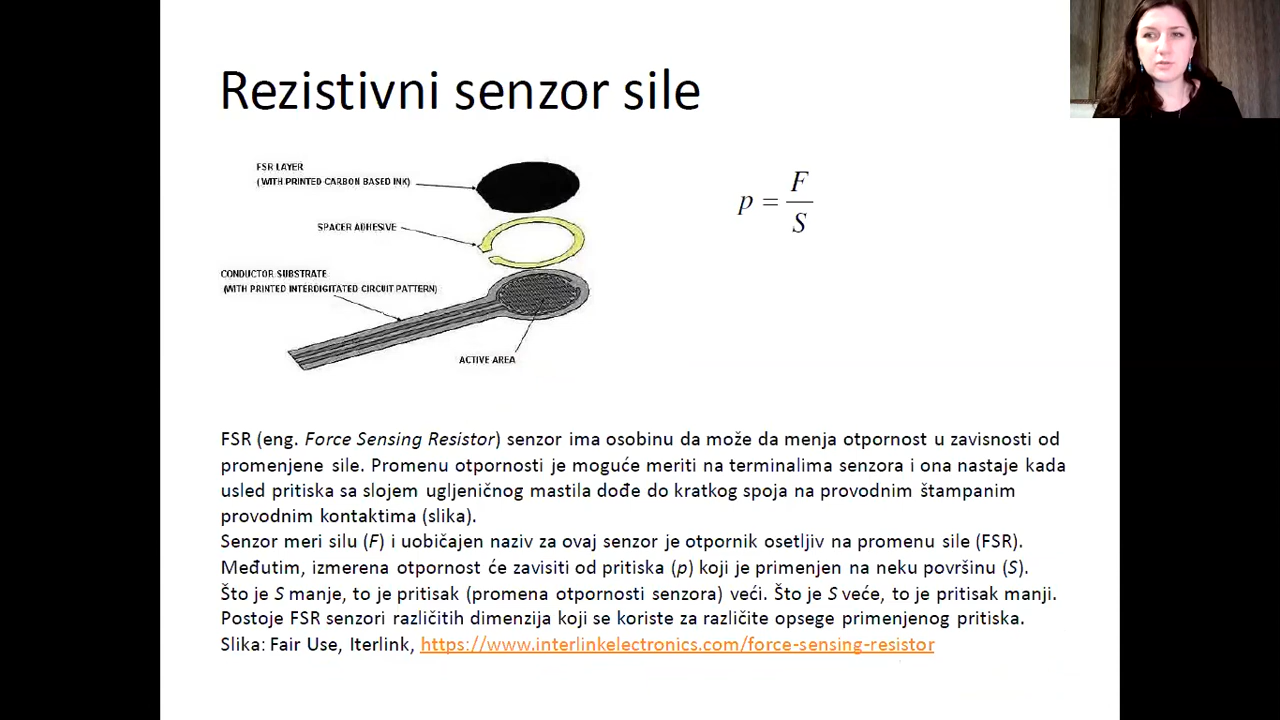 Rezistivni senzor sile
FSR LAYER
(WITH PRINTED CARBON BASED INK)
SPACER ADHESIVE
CONDUCTOR SUBSTRATE
(WITH PRINTED INTERDIGITATED CIRCUIT PATTERN)
ACTIVE AREA
p = F / S
FSR (eng. Force Sensing Resistor) senzor ima osobinu da može da menja otpornost u zavisnosti od
promenjene sile. Promenu otpornosti je moguće meriti na terminalima senzora i ona nastaje kada
usled pritiska sa slojem ugljeničnog mastila dođe do kratkog spoja na provodnim štampanim
provodnim kontaktima (slika).
Senzor meri silu (F) i uobičajen naziv za ovaj senzor je otpornik osetljiv na promenu sile (FSR).
Međutim, izmerena otpornost će zavisiti od pritiska (p) koji je primenjen na neku površinu (S).
Što je S manje, to je pritisak (promena otpornosti senzora) veći. Što je S veće, to je pritisak manji.
Postoje FSR senzori različitih dimenzija koji se koriste za različite opsege primenjenog pritiska.
Slika: Fair Use, Iterlink, https://www.interlinkelectronics.com/force-sensing-resistor